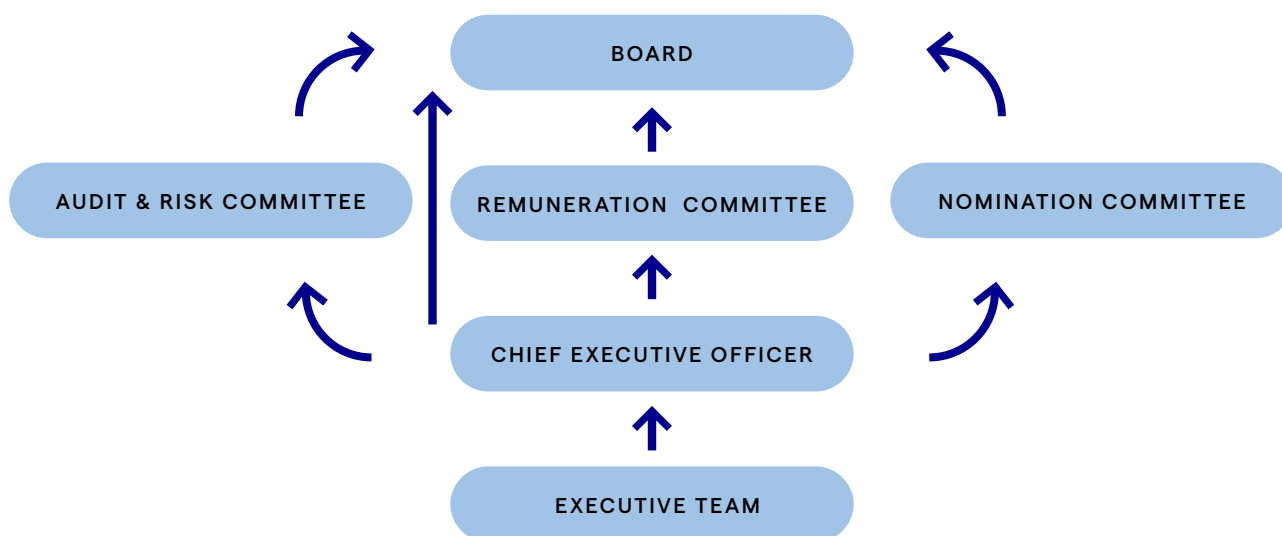 BOARD
AUDIT & RISK COMMITTEE
REMUNERATION COMMITTEE
NOMINATION COMMITTEE
CHIEF EXECUTIVE OFFICER
EXECUTIVE TEAM